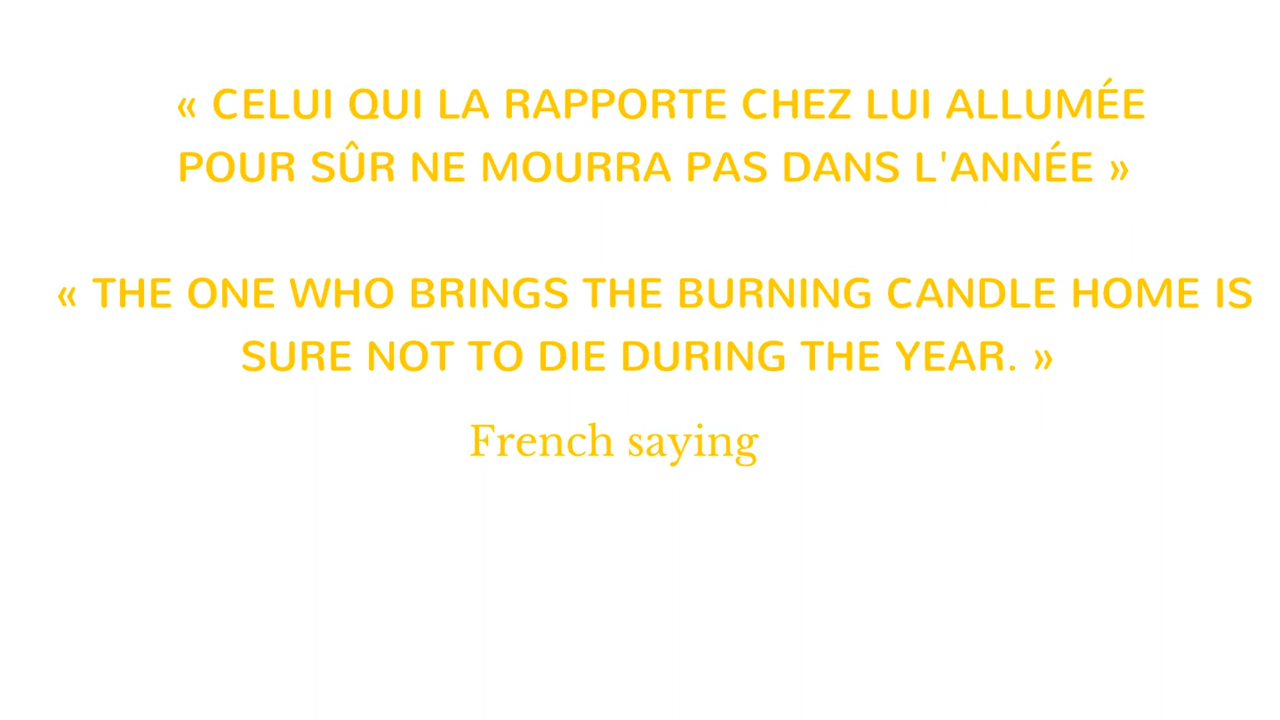 « CELUI QUI LA RAPPORTE CHEZ LUI ALLUMÉE
POUR SÛR NE MOURRA PAS DANS L'ANNÉE »
« THE ONE WHO BRINGS THE BURNING CANDLE HOME IS
SURE NOT TO DIE DURING THE YEAR. »
French saying